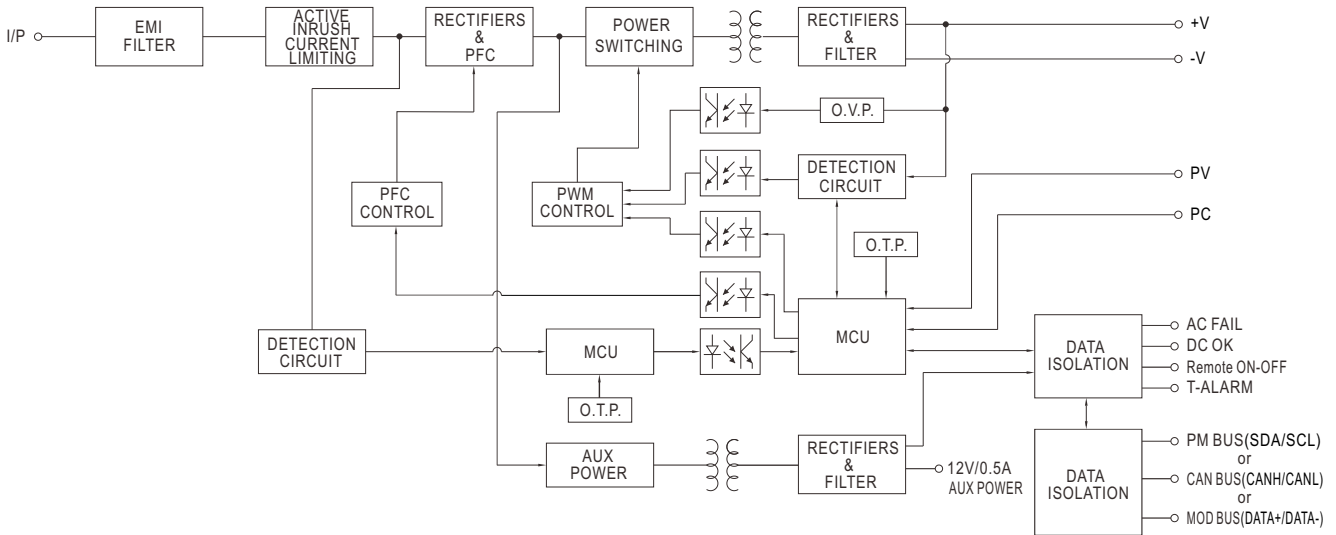 I/P
EMI
FILTER
ACTIVE
INRUSH
CURRENT
LIMITING
RECTIFIERS
&
PFC
POWER
SWITCHING
RECTIFIERS
&
FILTER
+V
-V
O.V.P.
PFC
CONTROL
PWM
CONTROL
DETECTION
CIRCUIT
PV
PC
O.T.P.
DETECTION
CIRCUIT
MCU
MCU
O.T.P.
DATA
ISOLATION
AC FAIL
DC OK
Remote ON-OFF
T-ALARM
AUX
POWER
RECTIFIERS
&
FILTER
12V/0.5A
AUX POWER
DATA
ISOLATION
PM BUS(SDA/SCL)
or
CAN BUS(CANH/CANL)
or
MOD BUS(DATA+/DATA-)